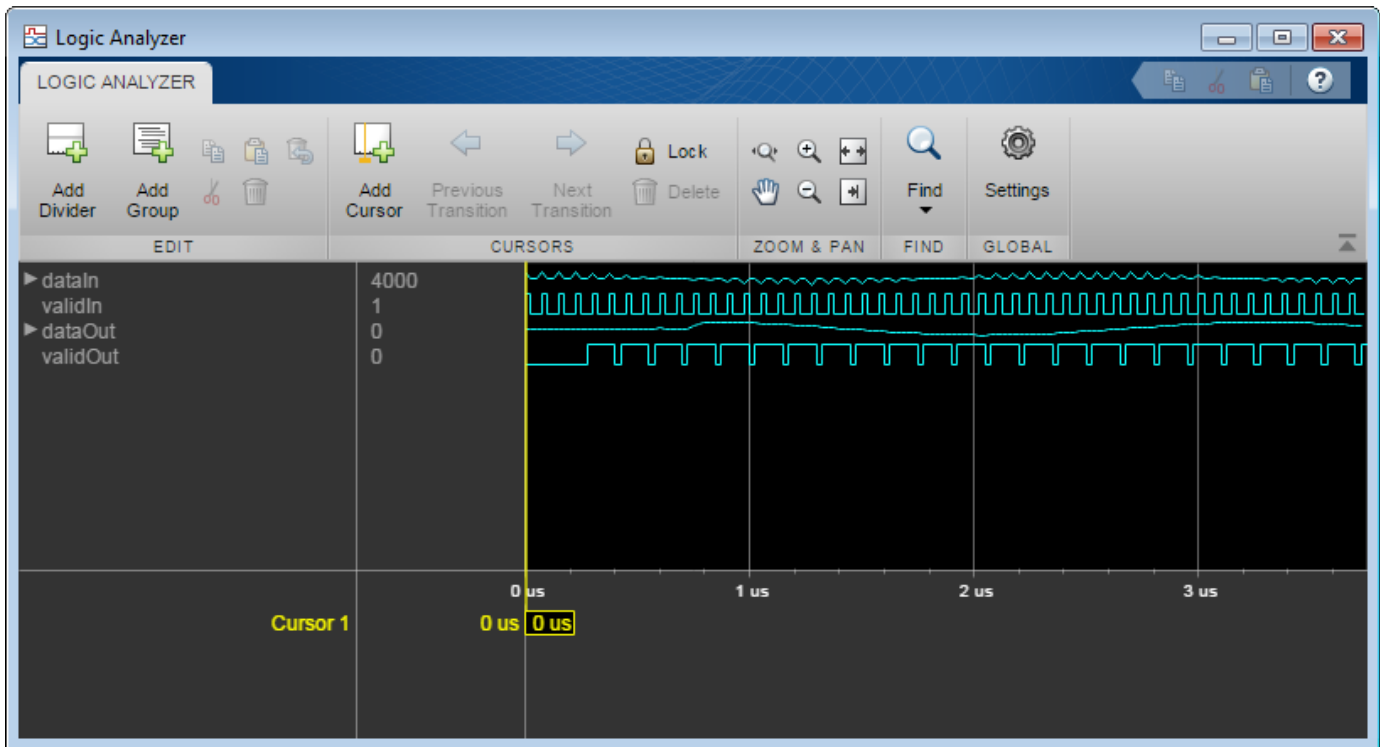 Logic Analyzer
LOGIC ANALYZER
?
Add Divider
Add Group
Add Cursor
Previous Transition
Next Transition
Lock
Delete
Find
Settings
EDIT
CURSORS
ZOOM & PAN
FIND
GLOBAL
dataIn 4000
validIn 1
dataOut 0
validOut 0
0 us 1 us 2 us 3 us
Cursor 1 0 us 0 us